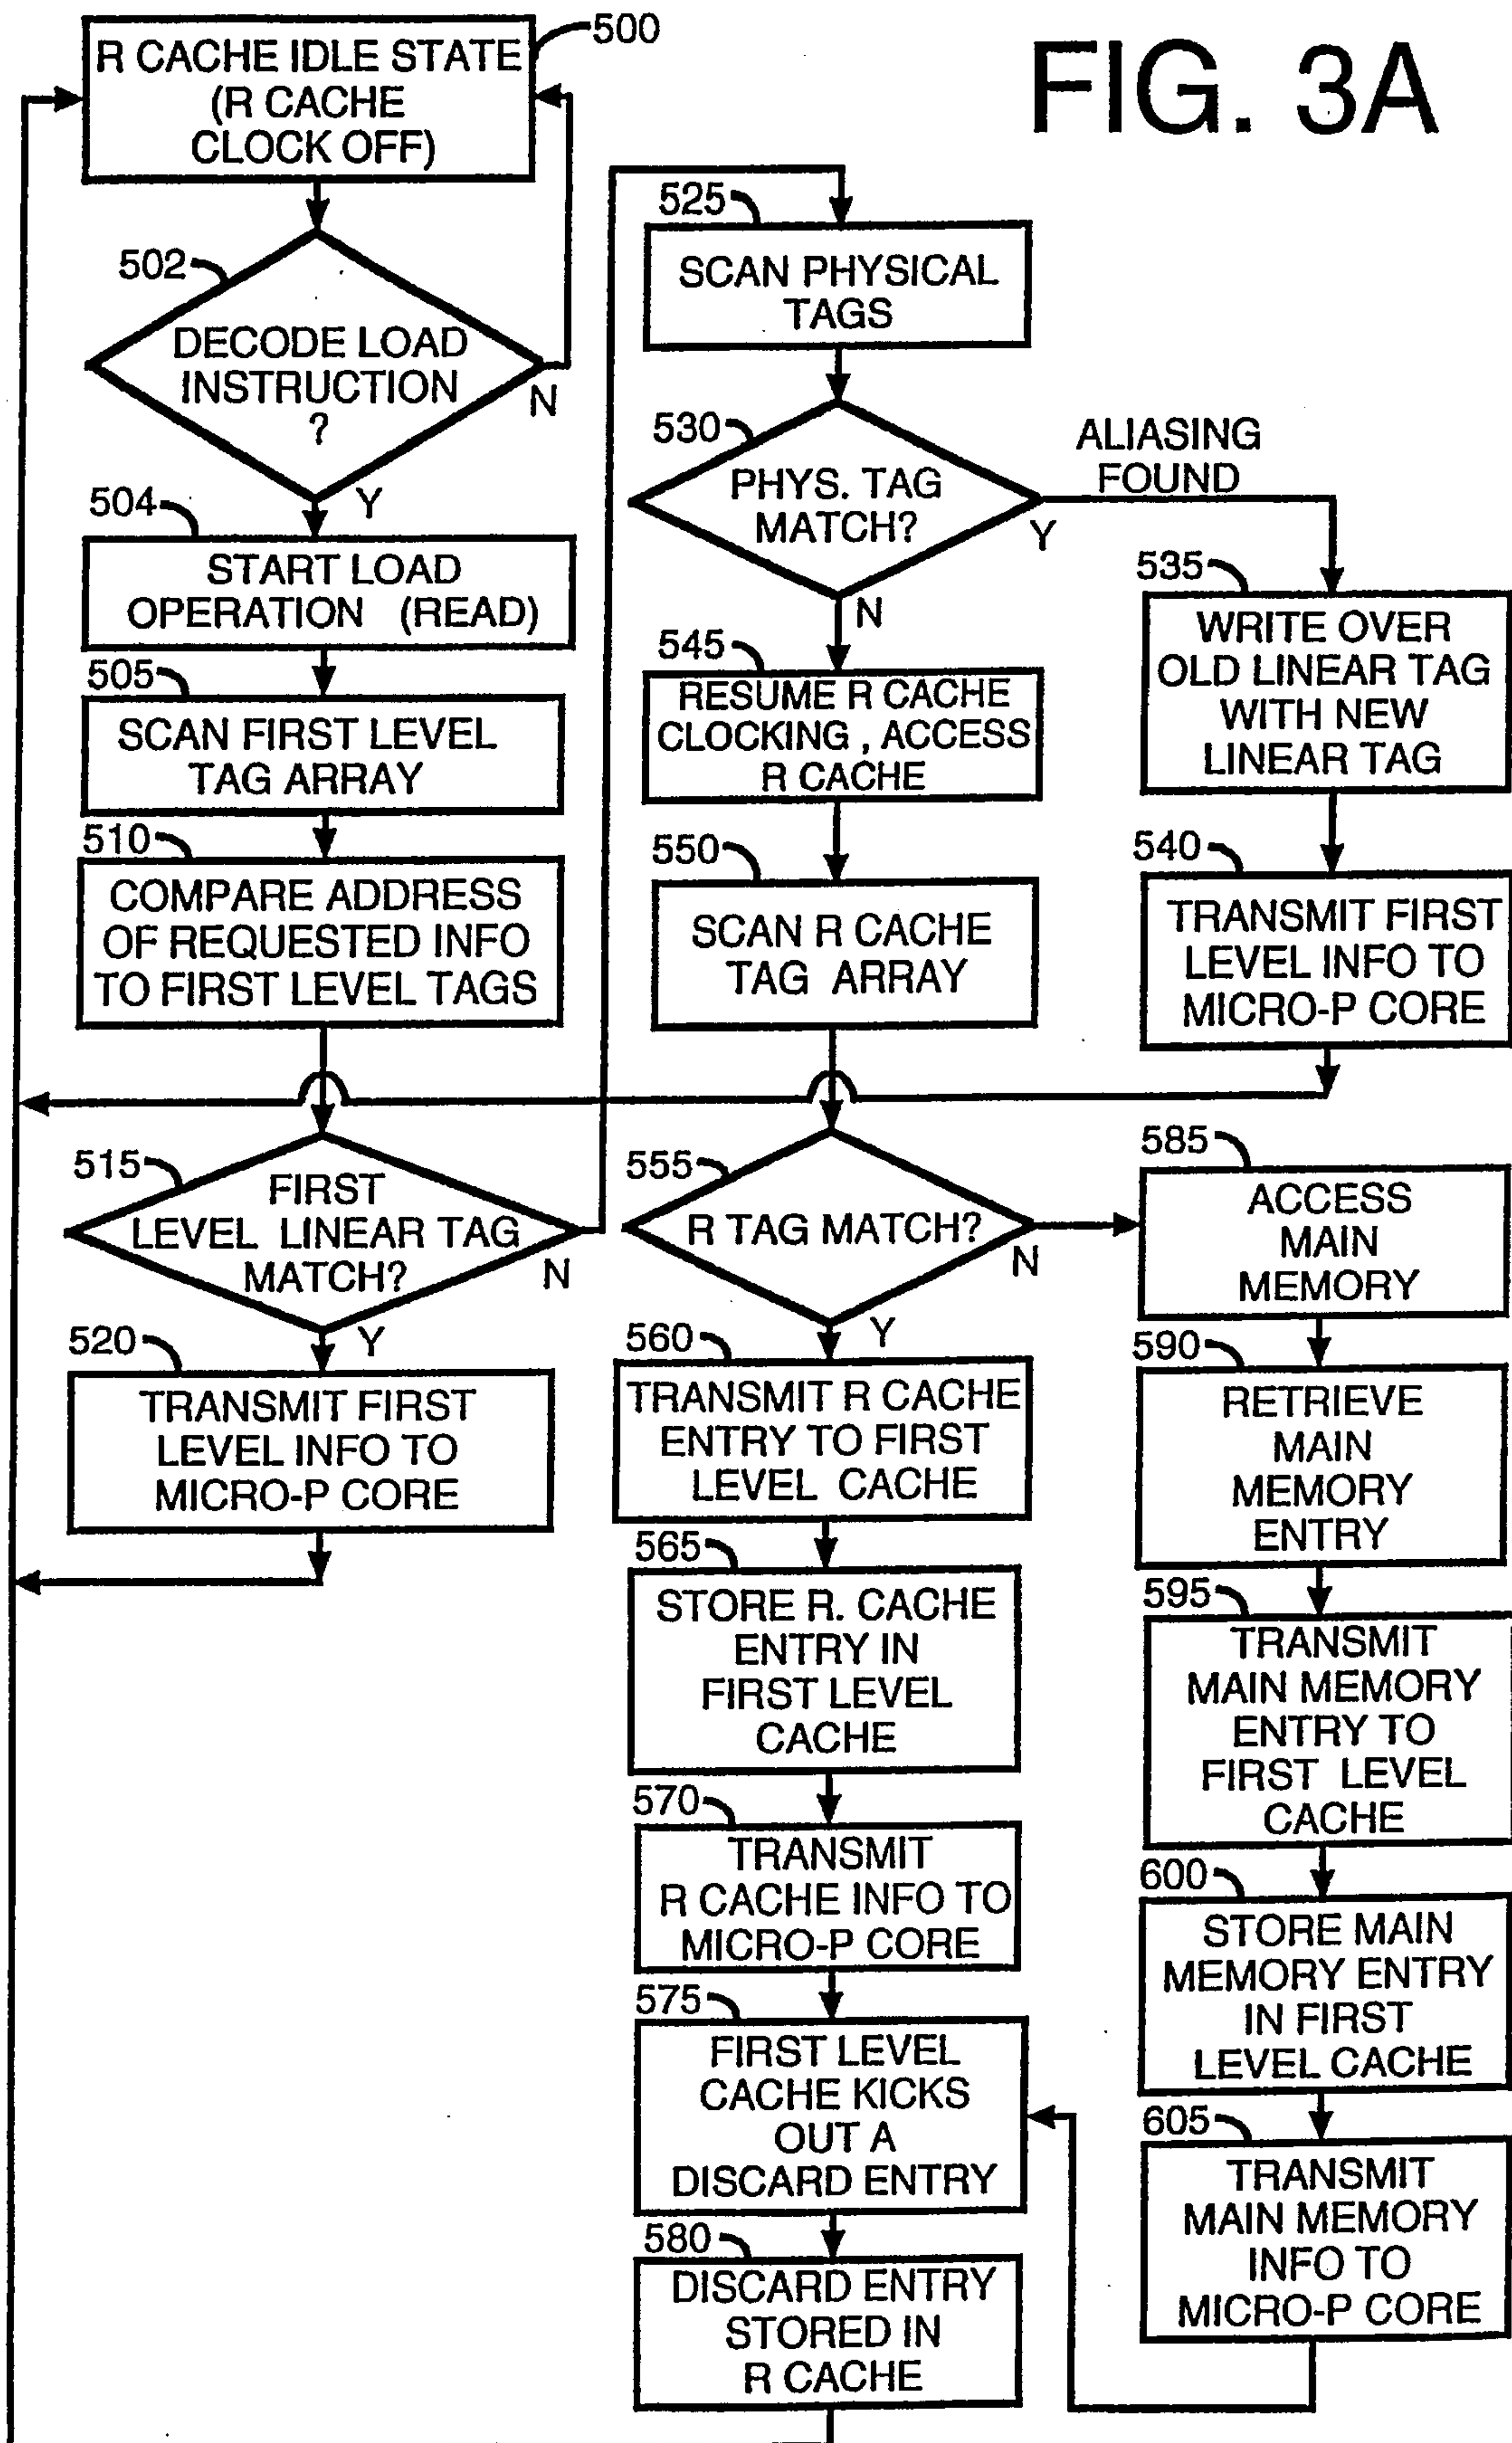 FIG. 3A
500
R CACHE IDLE STATE
(R CACHE
CLOCK OFF)
502
DECODE LOAD
INSTRUCTION
?
N
Y
504
START LOAD
OPERATION (READ)
505
SCAN FIRST LEVEL
TAG ARRAY
510
COMPARE ADDRESS
OF REQUESTED INFO
TO FIRST LEVEL TAGS
515
FIRST
LEVEL LINEAR TAG
MATCH?
N
Y
520
TRANSMIT FIRST
LEVEL INFO TO
MICRO-P CORE
525
SCAN PHYSICAL
TAGS
530
PHYS. TAG
MATCH?
ALIASING
FOUND
Y
N
535
WRITE OVER
OLD LINEAR TAG
WITH NEW
LINEAR TAG
540
TRANSMIT FIRST
LEVEL INFO TO
MICRO-P CORE
545
RESUME R CACHE
CLOCKING , ACCESS
R CACHE
550
SCAN R CACHE
TAG ARRAY
555
R TAG MATCH?
N
Y
560
TRANSMIT R CACHE
ENTRY TO FIRST
LEVEL CACHE
565
STORE R. CACHE
ENTRY IN
FIRST LEVEL
CACHE
570
TRANSMIT
R CACHE INFO TO
MICRO-P CORE
575
FIRST LEVEL
CACHE KICKS
OUT A
DISCARD ENTRY
580
DISCARD ENTRY
STORED IN
R CACHE
585
ACCESS
MAIN
MEMORY
590
RETRIEVE
MAIN
MEMORY
ENTRY
595
TRANSMIT
MAIN MEMORY
ENTRY TO
FIRST LEVEL
CACHE
600
STORE MAIN
MEMORY ENTRY
IN FIRST
LEVEL CACHE
605
TRANSMIT
MAIN MEMORY
INFO TO
MICRO-P CORE